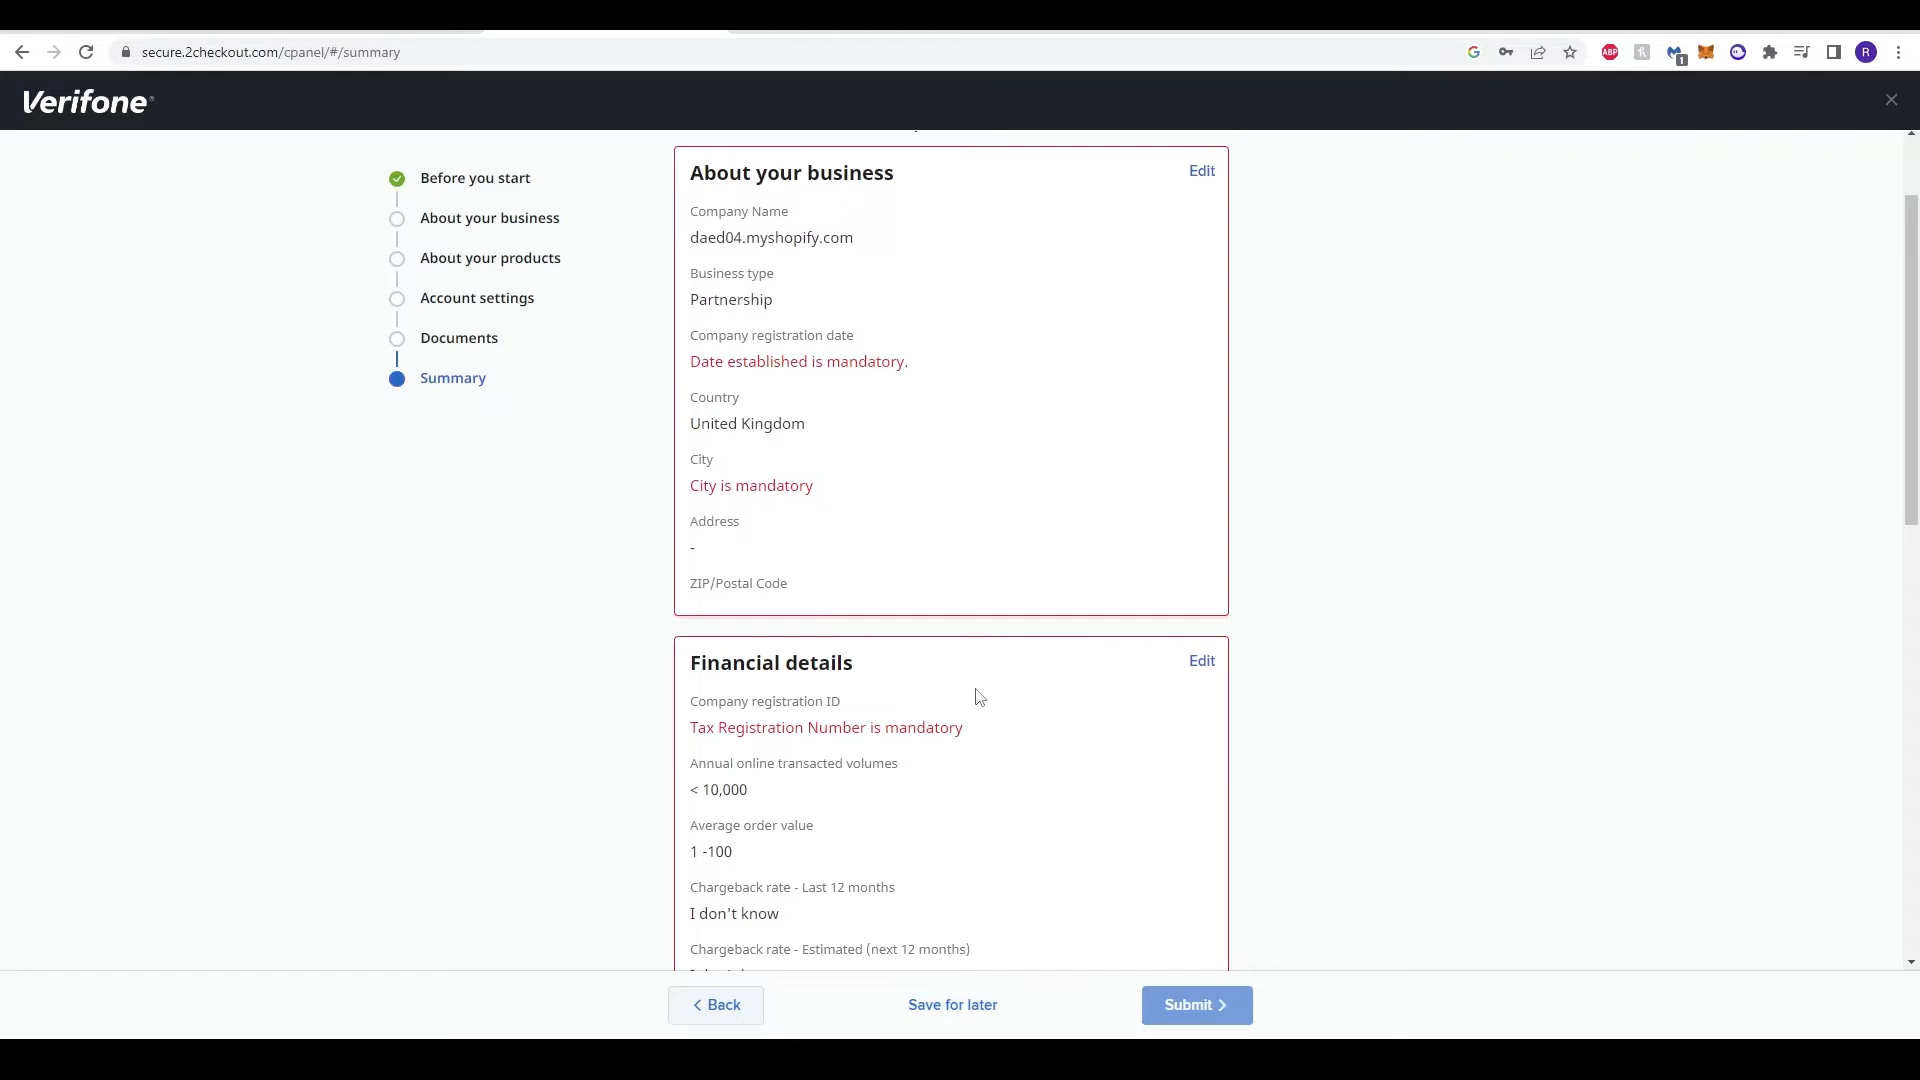 secure.2checkout.com/cpanel/#/summary
G
ABP
1
R
Verifone
Before you start
About your business
About your products
Account settings
Documents
Summary
About your business
Edit
Company Name
daed04.myshopify.com
Business type
Partnership
Company registration date
Date established is mandatory.
Country
United Kingdom
City
City is mandatory
Address
-
ZIP/Postal Code
Financial details
Edit
Company registration ID
Tax Registration Number is mandatory
Annual online transacted volumes
< 10,000
Average order value
1 -100
Chargeback rate - Last 12 months
I don't know
Chargeback rate - Estimated (next 12 months)
Back
Save for later
Submit